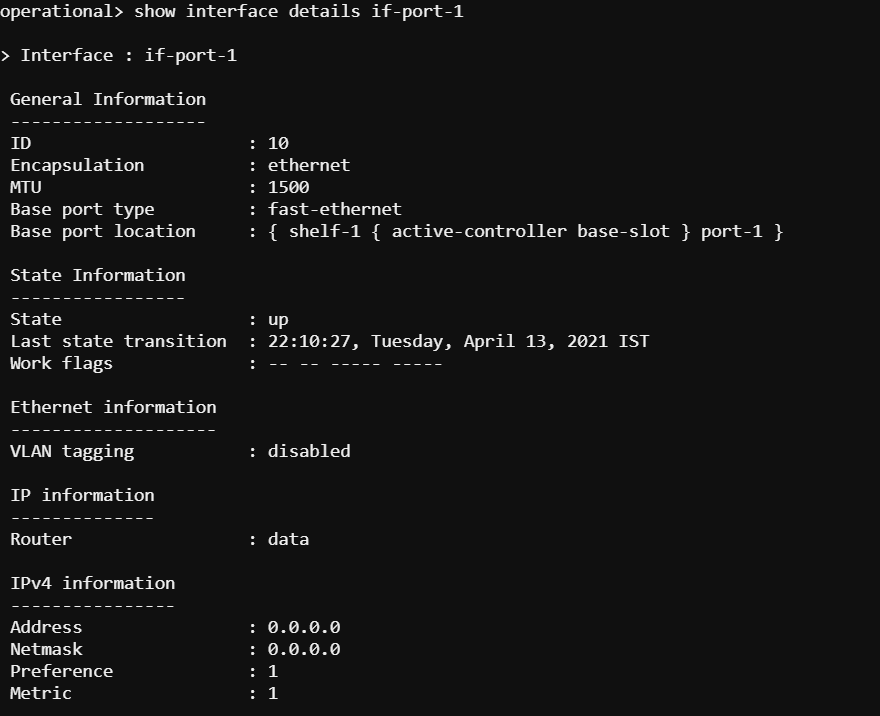 operational> show interface details if-port-1
> Interface : if-port-1
General Information
-------------------
ID                     : 10
Encapsulation          : ethernet
MTU                    : 1500
Base port type         : fast-ethernet
Base port location     : { shelf-1 { active-controller base-slot } port-1 }
State Information
-----------------
State                  : up
Last state transition  : 22:10:27, Tuesday, April 13, 2021 IST
Work flags             : -- -- ----- -----
Ethernet information
--------------------
VLAN tagging           : disabled
IP information
--------------
Router                 : data
IPv4 information
----------------
Address                : 0.0.0.0
Netmask                : 0.0.0.0
Preference             : 1
Metric                 : 1